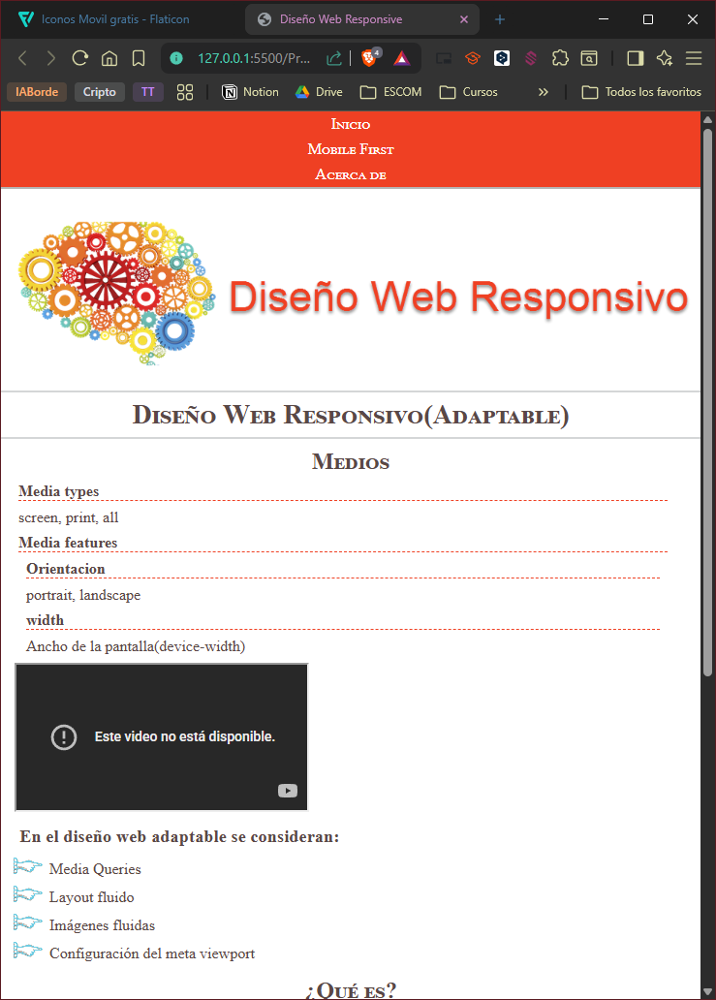 Iconos Movil gratis - Flaticon
Diseño Web Responsive
127.0.0.1:5500/Pr...
4
IABorde
Cripto
TT
Notion
Drive
ESCOM
Cursos
»
Todos los favoritos
Inicio
Mobile First
Acerca de
Diseño Web Responsivo
Diseño Web Responsivo(Adaptable)
Medios
Media types
screen, print, all
Media features
Orientacion
portrait, landscape
width
Ancho de la pantalla(device-width)
Este video no está disponible.
En el diseño web adaptable se consideran:
Media Queries
Layout fluido
Imágenes fluidas
Configuración del meta viewport
¿Qué es?